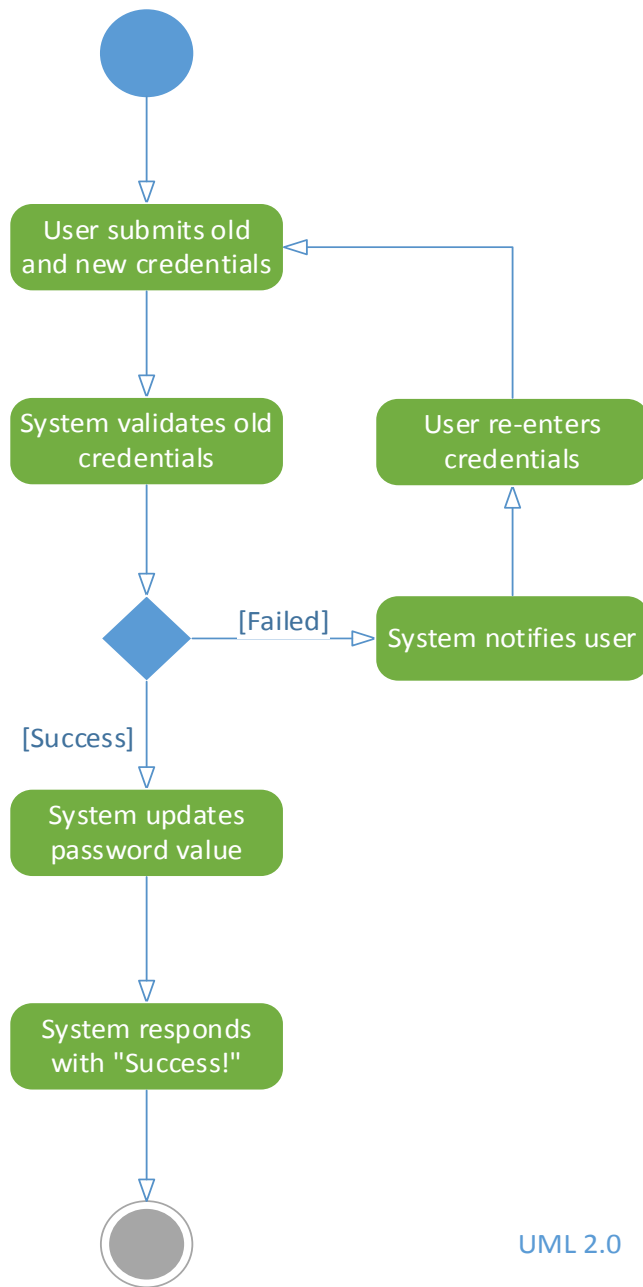 User submits old
and new credentials
System validates old
credentials
User re-enters
credentials
[Failed]
System notifies user
[Success]
System updates
password value
System responds
with "Success!"
UML 2.0